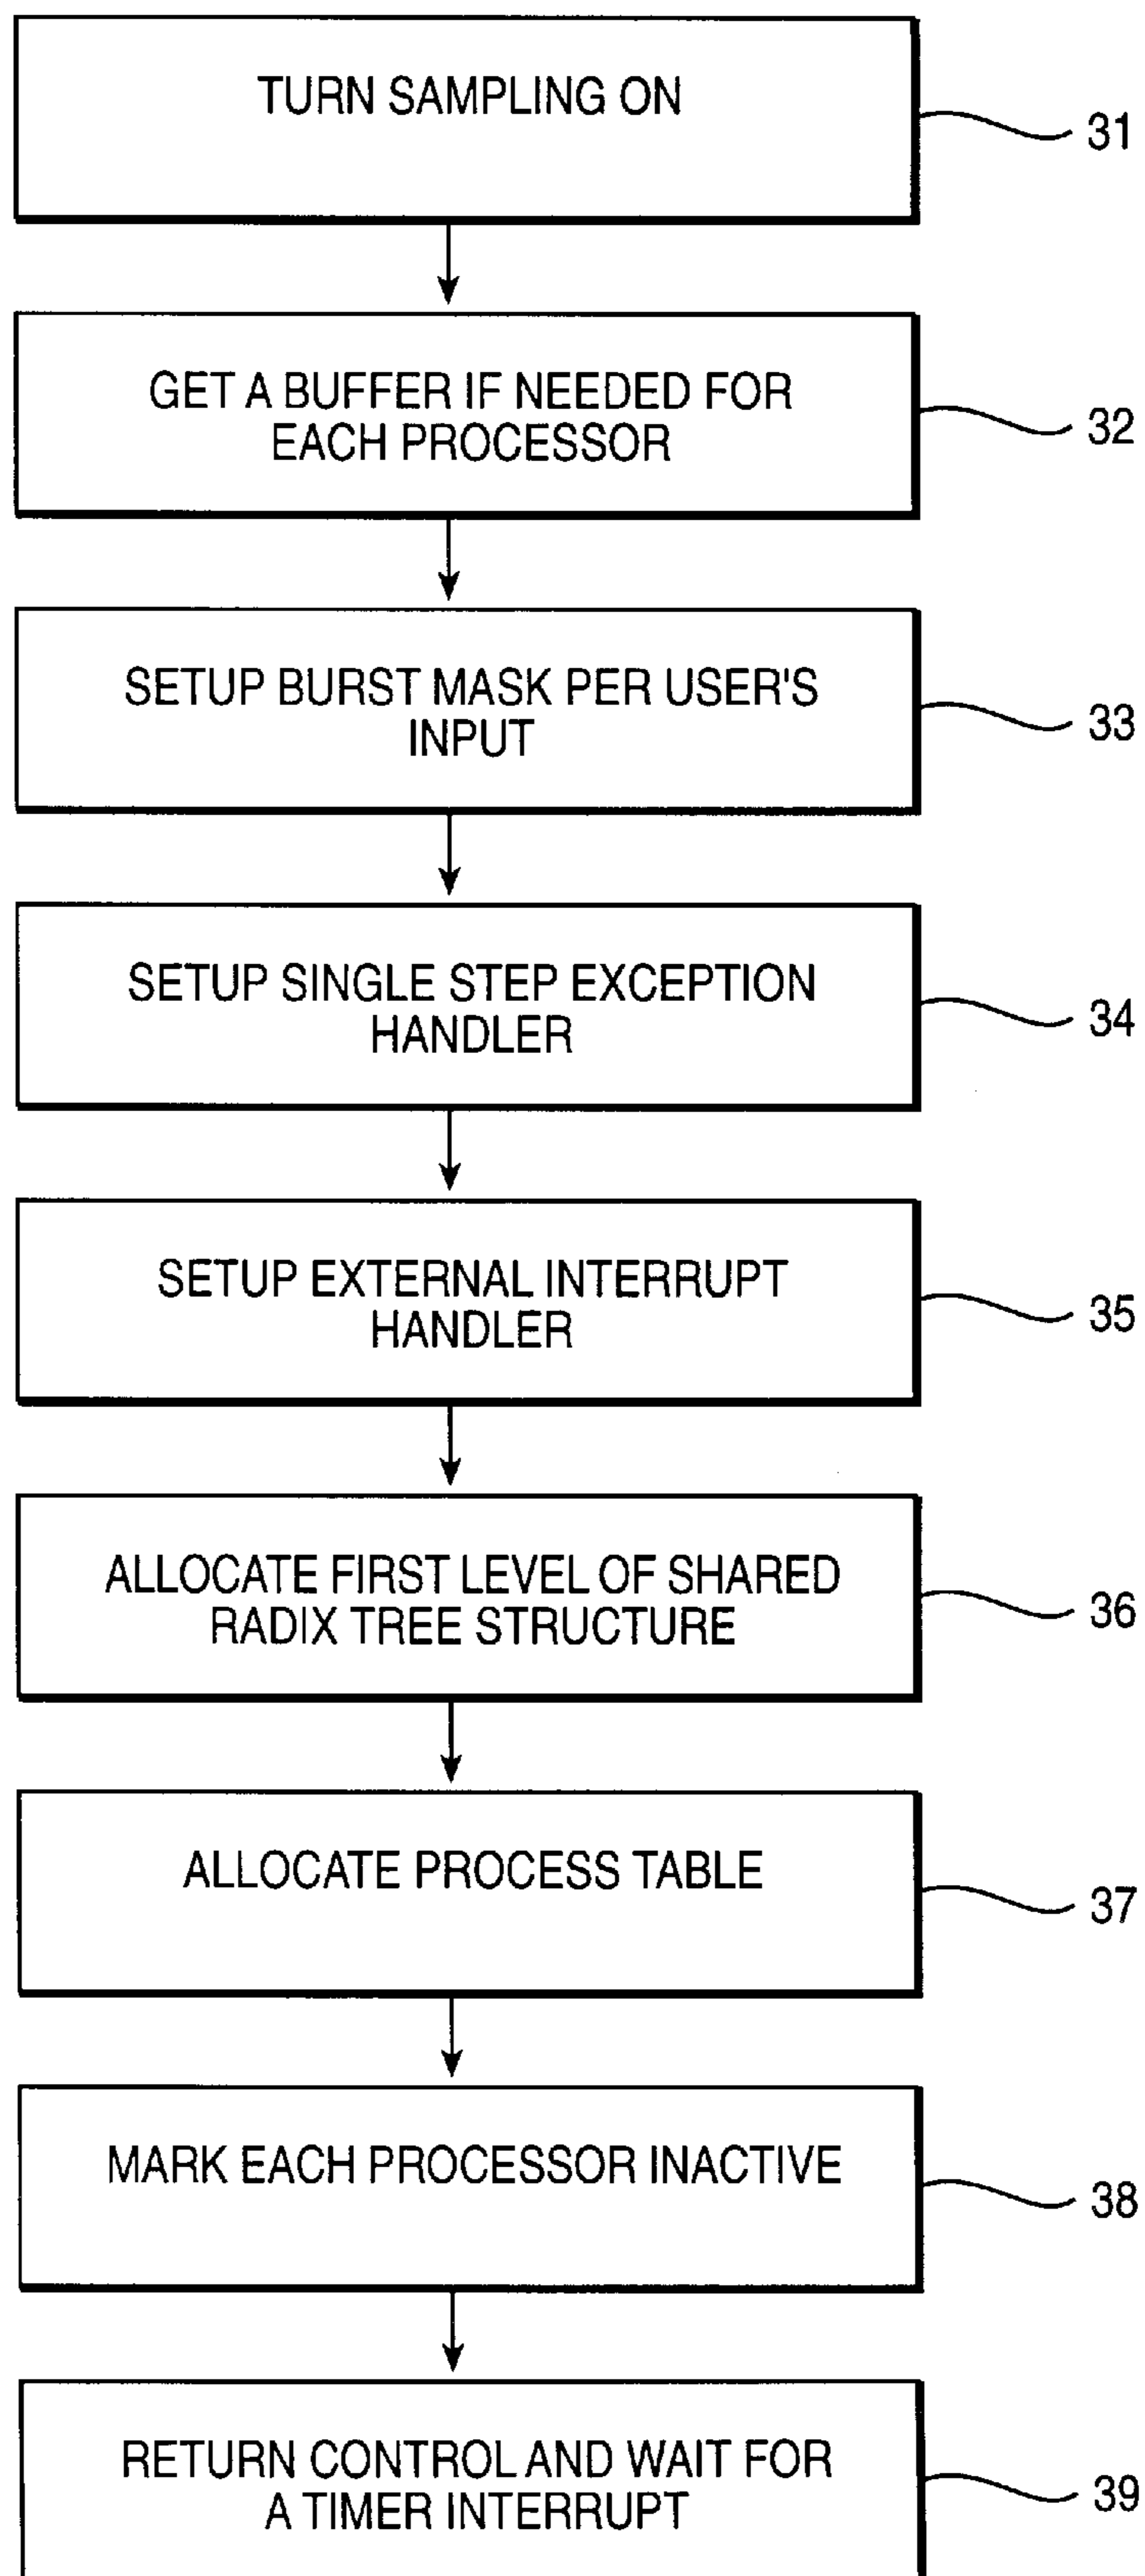 TURN SAMPLING ON
31
GET A BUFFER IF NEEDED FOR
EACH PROCESSOR
32
SETUP BURST MASK PER USER'S
INPUT
33
SETUP SINGLE STEP EXCEPTION
HANDLER
34
SETUP EXTERNAL INTERRUPT
HANDLER
35
ALLOCATE FIRST LEVEL OF SHARED
RADIX TREE STRUCTURE
36
ALLOCATE PROCESS TABLE
37
MARK EACH PROCESSOR INACTIVE
38
RETURN CONTROL AND WAIT FOR
A TIMER INTERRUPT
39